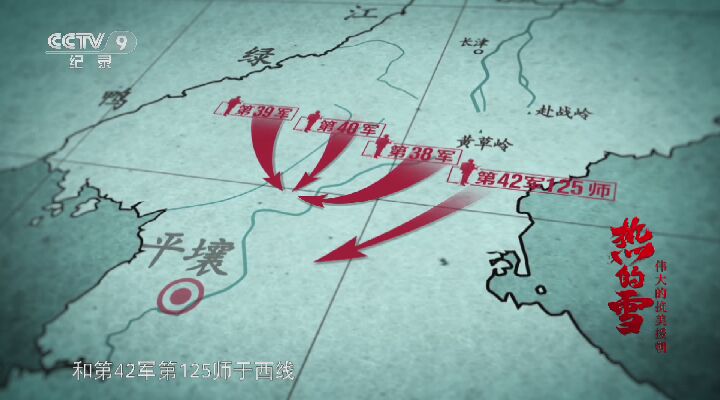 CCTV 9
纪录
江
绿
鸭
长津
赴战岭
黄草岭
第39军
第40军
第38军
第42军125师
平壤
热的雪
伟大的抗美援朝
和第42军第125师于西线